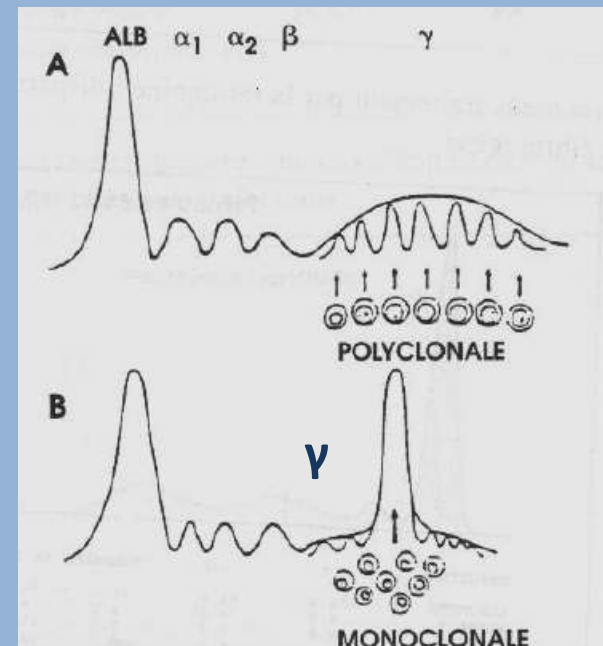 ALB α1 α2 β γ
A
POLYCLONALE
B
γ
MONOCLONALE